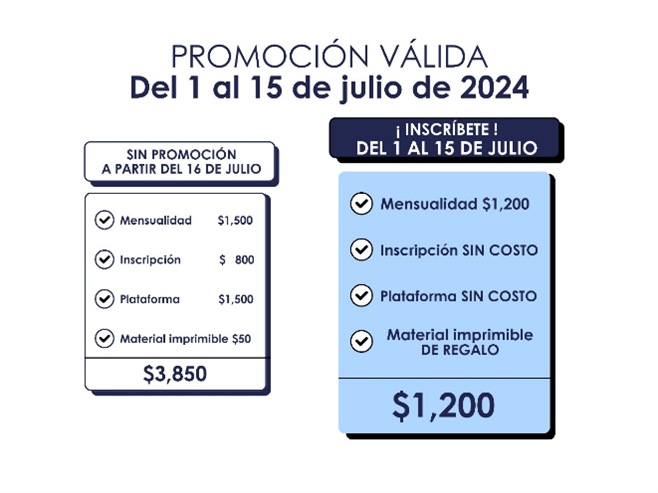 PROMOCIÓN VÁLIDA
Del 1 al 15 de julio de 2024
SIN PROMOCIÓN
A PARTIR DEL 16 DE JULIO
Mensualidad $1,500
Inscripción $ 800
Plataforma $1,500
Material imprimible $50
$3,850
¡ INSCRÍBETE !
DEL 1 AL 15 DE JULIO
Mensualidad $1,200
Inscripción SIN COSTO
Plataforma SIN COSTO
Material imprimible
DE REGALO
$1,200